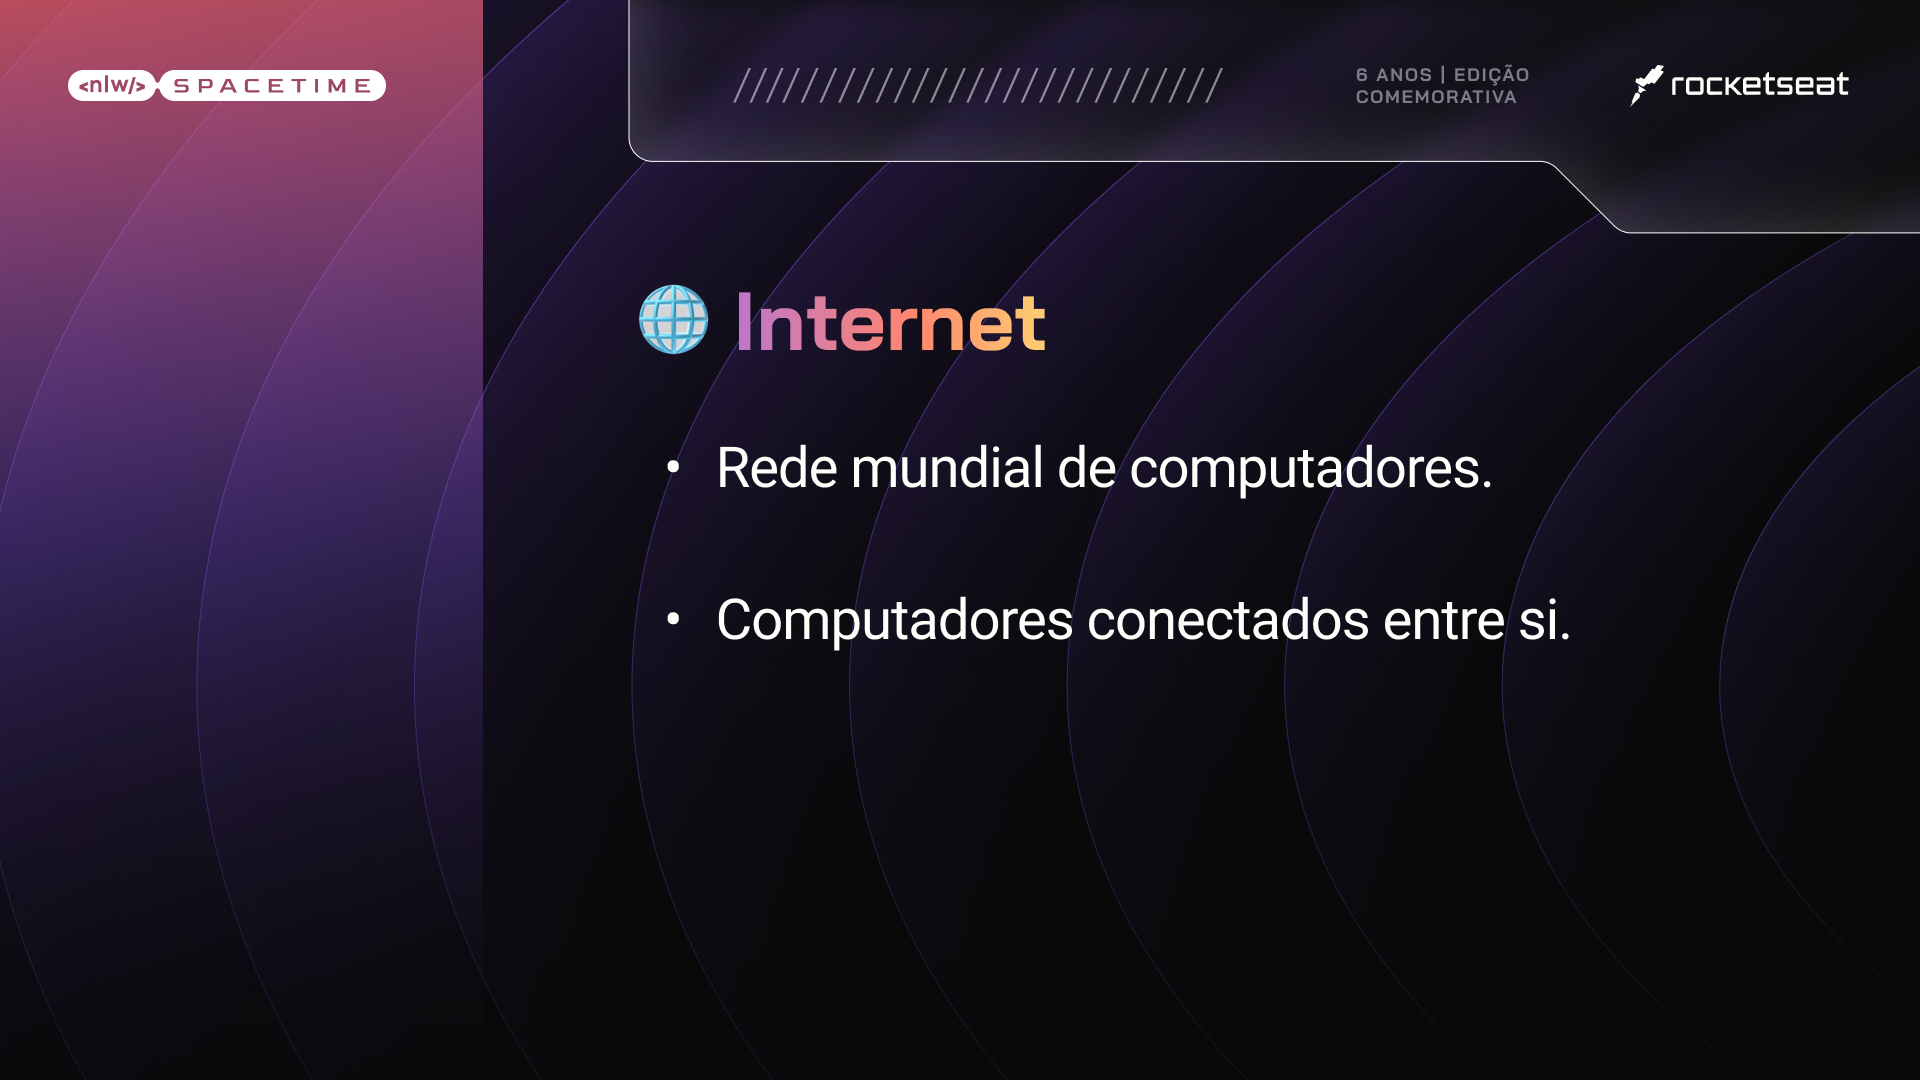 <nlw/> SPACETIME
6 ANOS | EDIÇÃO
COMEMORATIVA
rocketseat
Internet
• Rede mundial de computadores.
• Computadores conectados entre si.